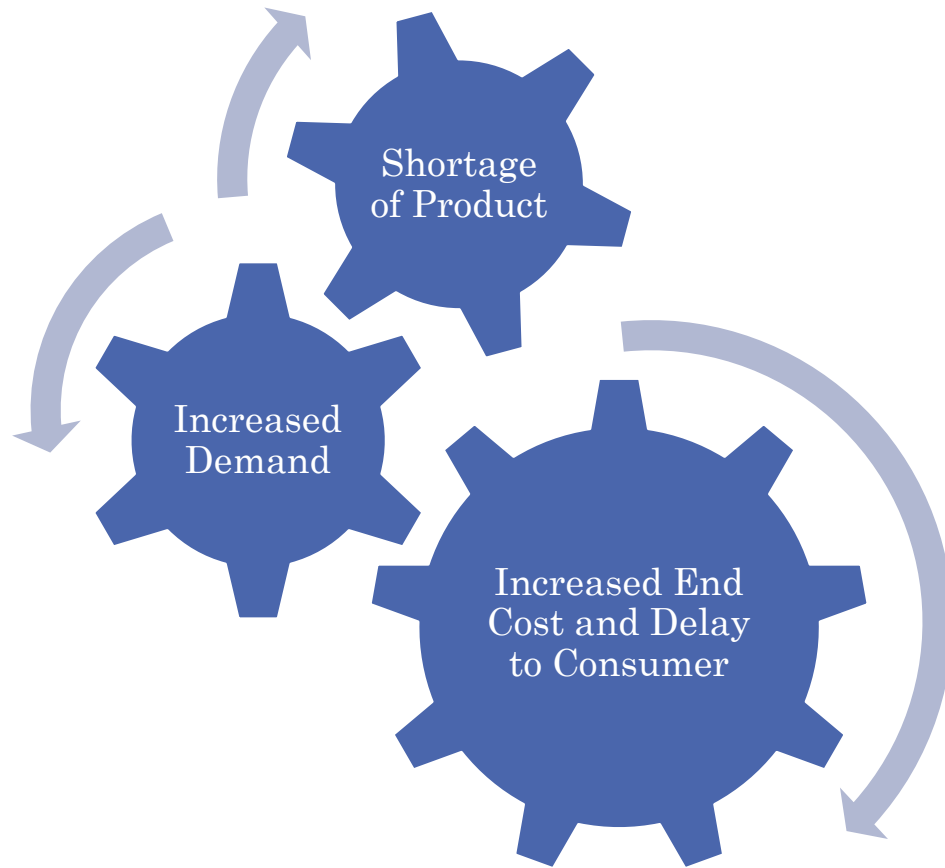 Shortage
of Product
Increased
Demand
Increased End
Cost and Delay
to Consumer